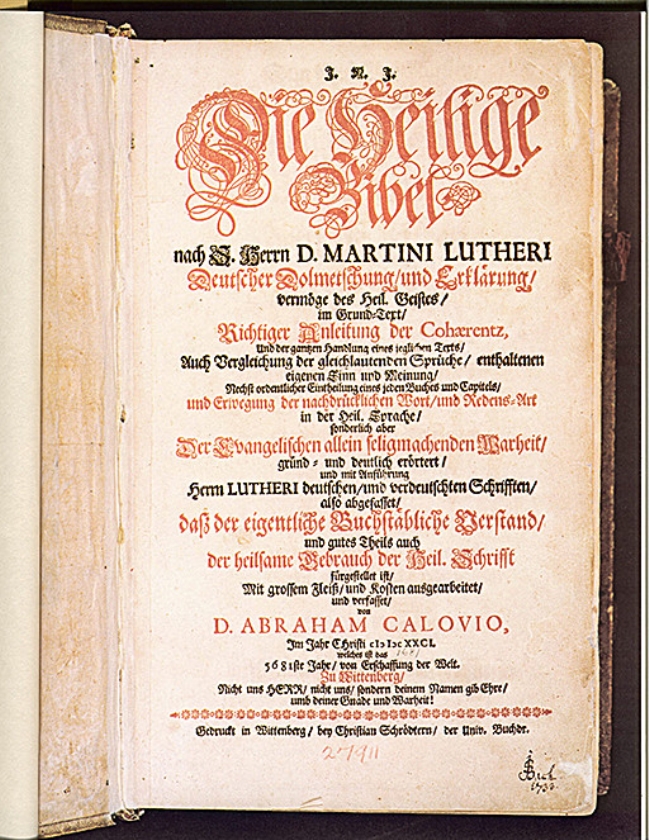 J. N. J.
Die Heilige
Bibel
nach S. Herrn D. MARTINI LUTHERI
Deutscher Dolmetschung/und Erklärung/
vermöge des Heil. Geistes/
im Grund-Text/
Richtiger Anleitung der Cohærentz,
Und der gantzen Handlung eines jeglichen Texts/
Auch Vergleichung der gleichlautenden Sprüche/ enthaltenen
eigenen Sinn und Meinung/
Nechst ordentlicher Eintheilung eines jeden Buches und Capitels/
und Erwegung der nachdrücklichen Wort/und Redens-Art
in der Heil. Sprache/
sonderlich aber
Der Evangelischen allein seligmachenden Warheit/
gründ- und deutlich erörtert/
und mit Anführung
Herrn LUTHERI deutschen/und verdeutschten Schrifften/
also abgefasset/
daß der eigentliche Buchstäbliche Verstand/
und gutes Theils auch
der heilsame Gebrauch der Heil. Schrifft
fürgestellet ist/
Mit grossem Fleiß/und Kosten ausgearbeitet/
und verfasset/
von
D. ABRAHAM CALOVIO,
Im Jahr Christi cIɔ Iɔc XXCI.
welches ist das
5681ste Jahr/ von Erschaffung der Welt.
Zu Wittenberg/
Nicht uns HERR/ nicht uns/ sondern deinem Namen gib Ehre/
umb deiner Gnade und Warheit!
Gedruckt in Wittenberg/ bey Christian Schrödtern/ der Univ. Buchdr.
JSBach
1733.